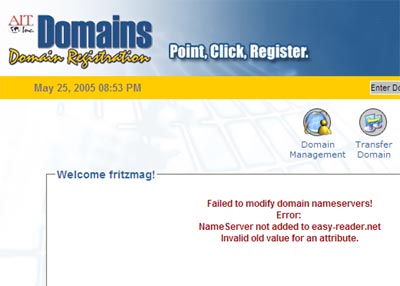 AIT
Inc.
Domains
Domain Registration
Point, Click, Register.
May 25, 2005 08:53 PM
Enter Do
Domain
Management
Transfer
Domain
Welcome fritzmag!
Failed to modify domain nameservers!
Error:
NameServer not added to easy-reader.net
Invalid old value for an attribute.